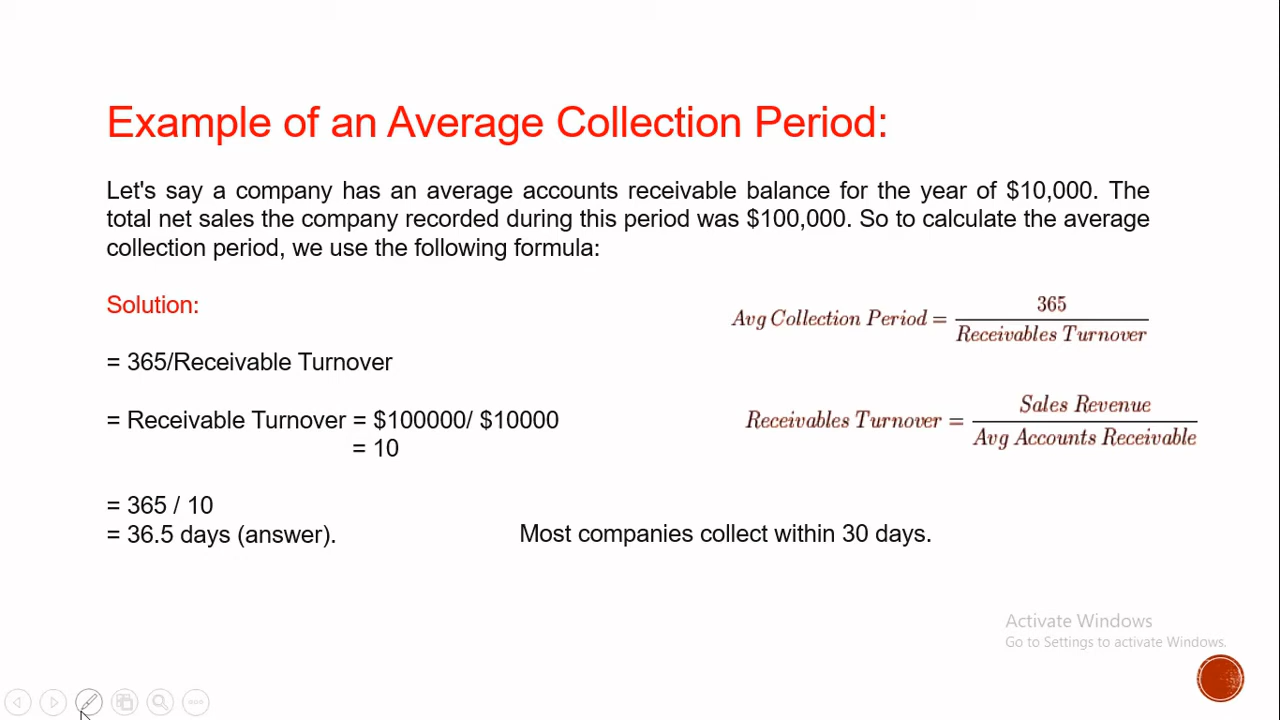 Example of an Average Collection Period:
Let's say a company has an average accounts receivable balance for the year of $10,000. The
total net sales the company recorded during this period was $100,000. So to calculate the average
collection period, we use the following formula:
Solution:
= 365/Receivable Turnover
= Receivable Turnover = $100000/ $10000
= 10
= 365 / 10
= 36.5 days (answer).
Avg Collection Period =
365
Receivables Turnover
Receivables Turnover =
Sales Revenue
Avg Accounts Receivable
Most companies collect within 30 days.
Activate Windows
Go to Settings to activate Windows.